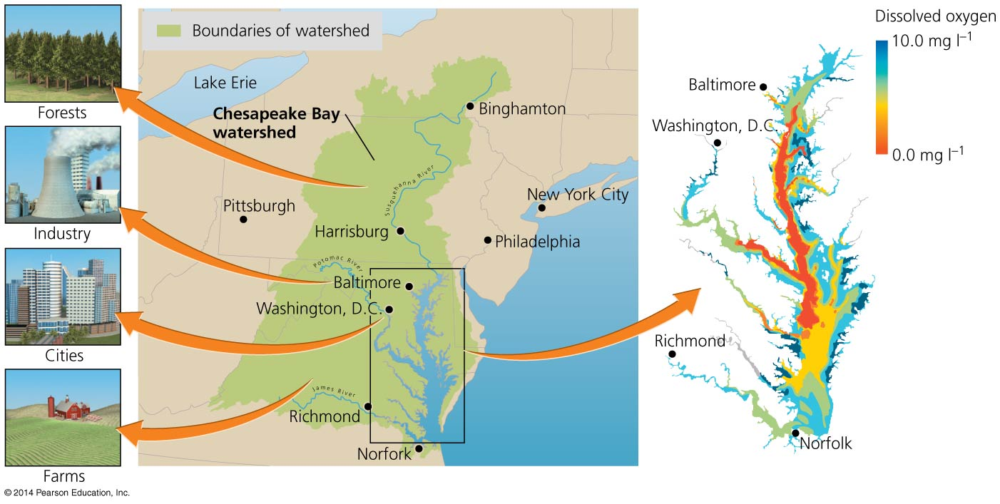 Forests
Industry
Cities
Farms
© 2014 Pearson Education, Inc.
Boundaries of watershed
Lake Erie
Chesapeake Bay
watershed
Binghamton
Susquehanna River
New York City
Pittsburgh
Harrisburg
Philadelphia
Potomac River
Baltimore
Washington, D.C.
James River
Richmond
Norfork
Dissolved oxygen
10.0 mg l–1
0.0 mg l–1
Baltimore
Washington, D.C.
Richmond
Norfolk